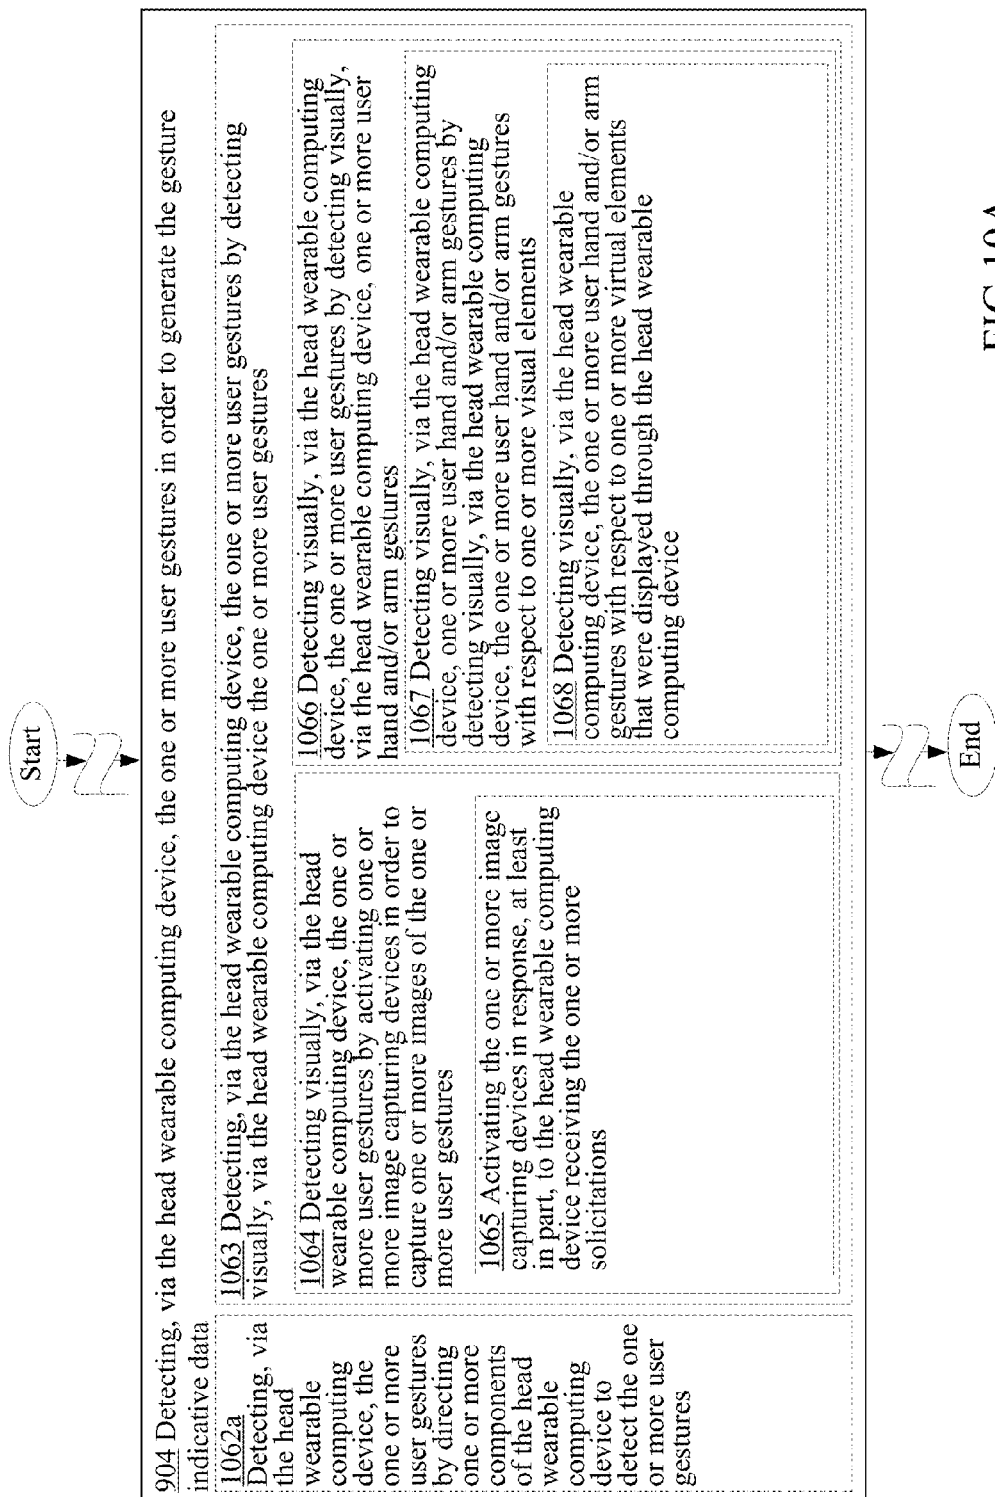 Start
904 Detecting, via the head wearable computing device, the one or more user gestures in order to generate the gesture
indicative data
1062a
Detecting, via
the head
wearable
computing
device, the
one or more
user gestures
by directing
one or more
components
of the head
wearable
computing
device to
detect the one
or more user
gestures
1063 Detecting, via the head wearable computing device, the one or more user gestures by detecting
visually, via the head wearable computing device the one or more user gestures
1064 Detecting visually, via the head
wearable computing device, the one or
more user gestures by activating one or
more image capturing devices in order to
capture one or more images of the one or
more user gestures
1065 Activating the one or more image
capturing devices in response, at least
in part, to the head wearable computing
device receiving the one or more
solicitations
1066 Detecting visually, via the head wearable computing
device, the one or more user gestures by detecting visually,
via the head wearable computing device, one or more user
hand and/or arm gestures
1067 Detecting visually, via the head wearable computing
device, one or more user hand and/or arm gestures by
detecting visually, via the head wearable computing
device, the one or more user hand and/or arm gestures
with respect to one or more visual elements
1068 Detecting visually, via the head wearable
computing device, the one or more user hand and/or arm
gestures with respect to one or more virtual elements
that were displayed through the head wearable
computing device
End